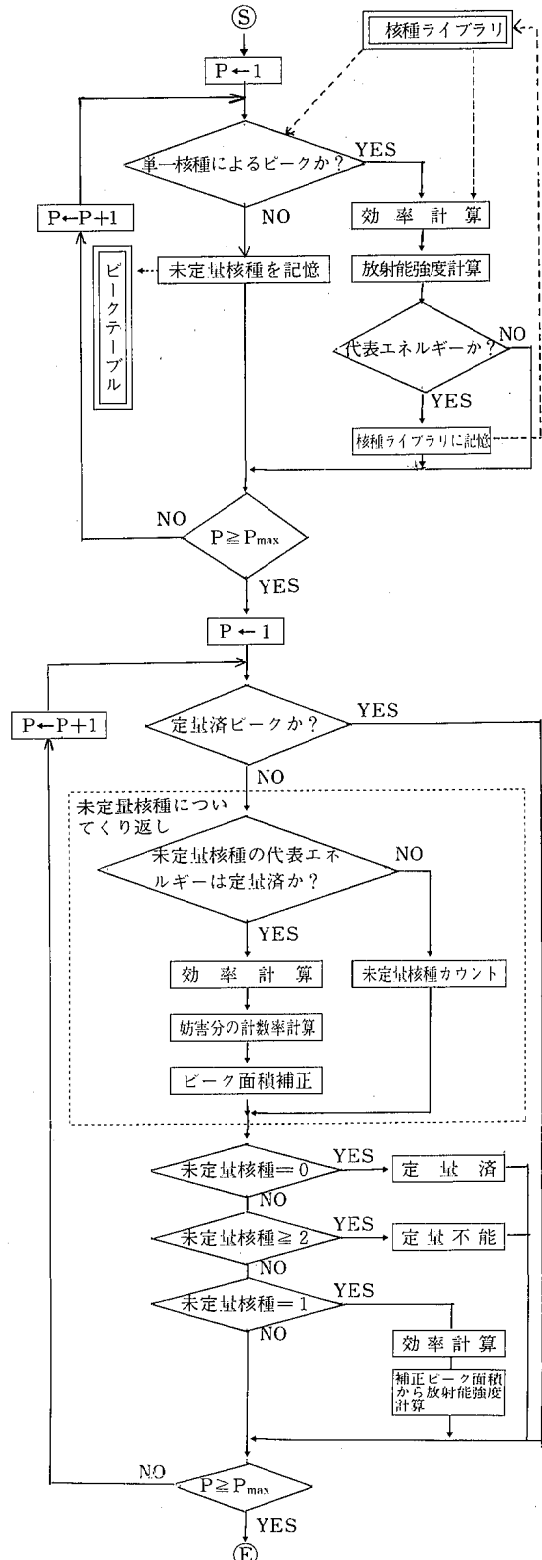 Ⓢ
核種ライブラリ
P←1
単一核種によるピークか?
YES
NO
P←P+1
効率計算
未定量核種を記憶
放射能強度計算
ピークテーブル
代表エネルギーか?
NO
YES
核種ライブラリに記憶
NO
P≧Pmax
YES
P←1
P←P+1
定量済ピークか?
YES
NO
未定量核種につい
てくり返し
未定量核種の代表エネ
ルギーは定量済か?
NO
YES
効率計算
未定量核種カウント
妨害分の計数率計算
ピーク面積補正
未定量核種=0
YES
定量済
NO
未定量核種≧2
YES
定量不能
NO
未定量核種=1
YES
NO
効率計算
補正ピーク面積
から放射能強度
計算
NO
P≧Pmax
YES
Ⓔ